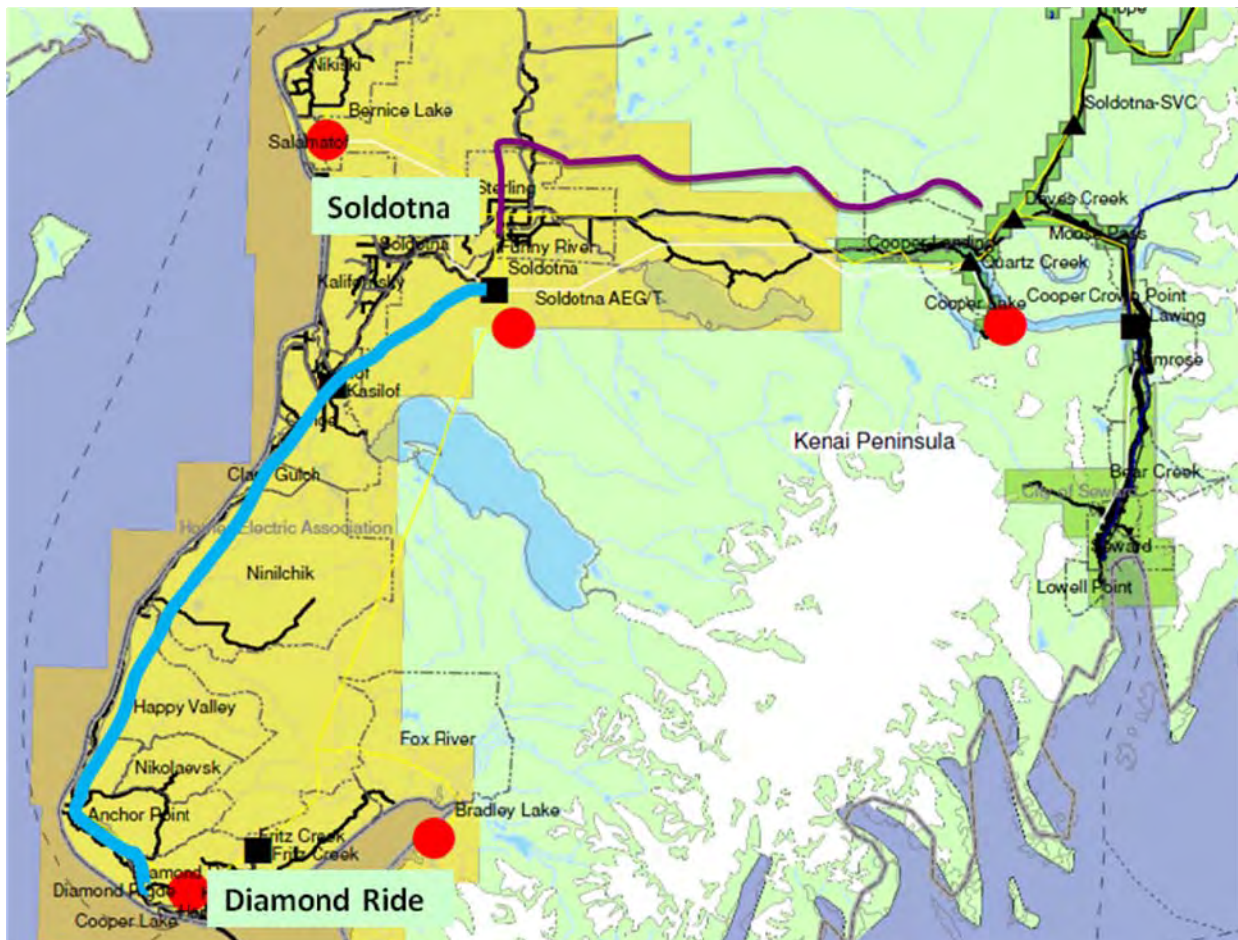 Hope
Nikiski
Bernice Lake
Soldotna-SVC
Salamatof
Sterling
Soldotna
Daves Creek
Moose Pass
Soldotna
Funny River
Cooper Landing
Quartz Creek
Soldotna
Kalifornsky
Soldotna AEG/T
Cooper Lake
Cooper Crown Point
Lawing
Primrose
Kasilof
Kenai Peninsula
Clam Gulch
Bear Creek
City of Seward
Homer Electric Association
Seward
Ninilchik
Lowell Point
Happy Valley
Fox River
Nikolaevsk
Anchor Point
Bradley Lake
Fritz Creek
Fritz Creek
Diamond Ridge
Diamond Ride
Cooper Lake